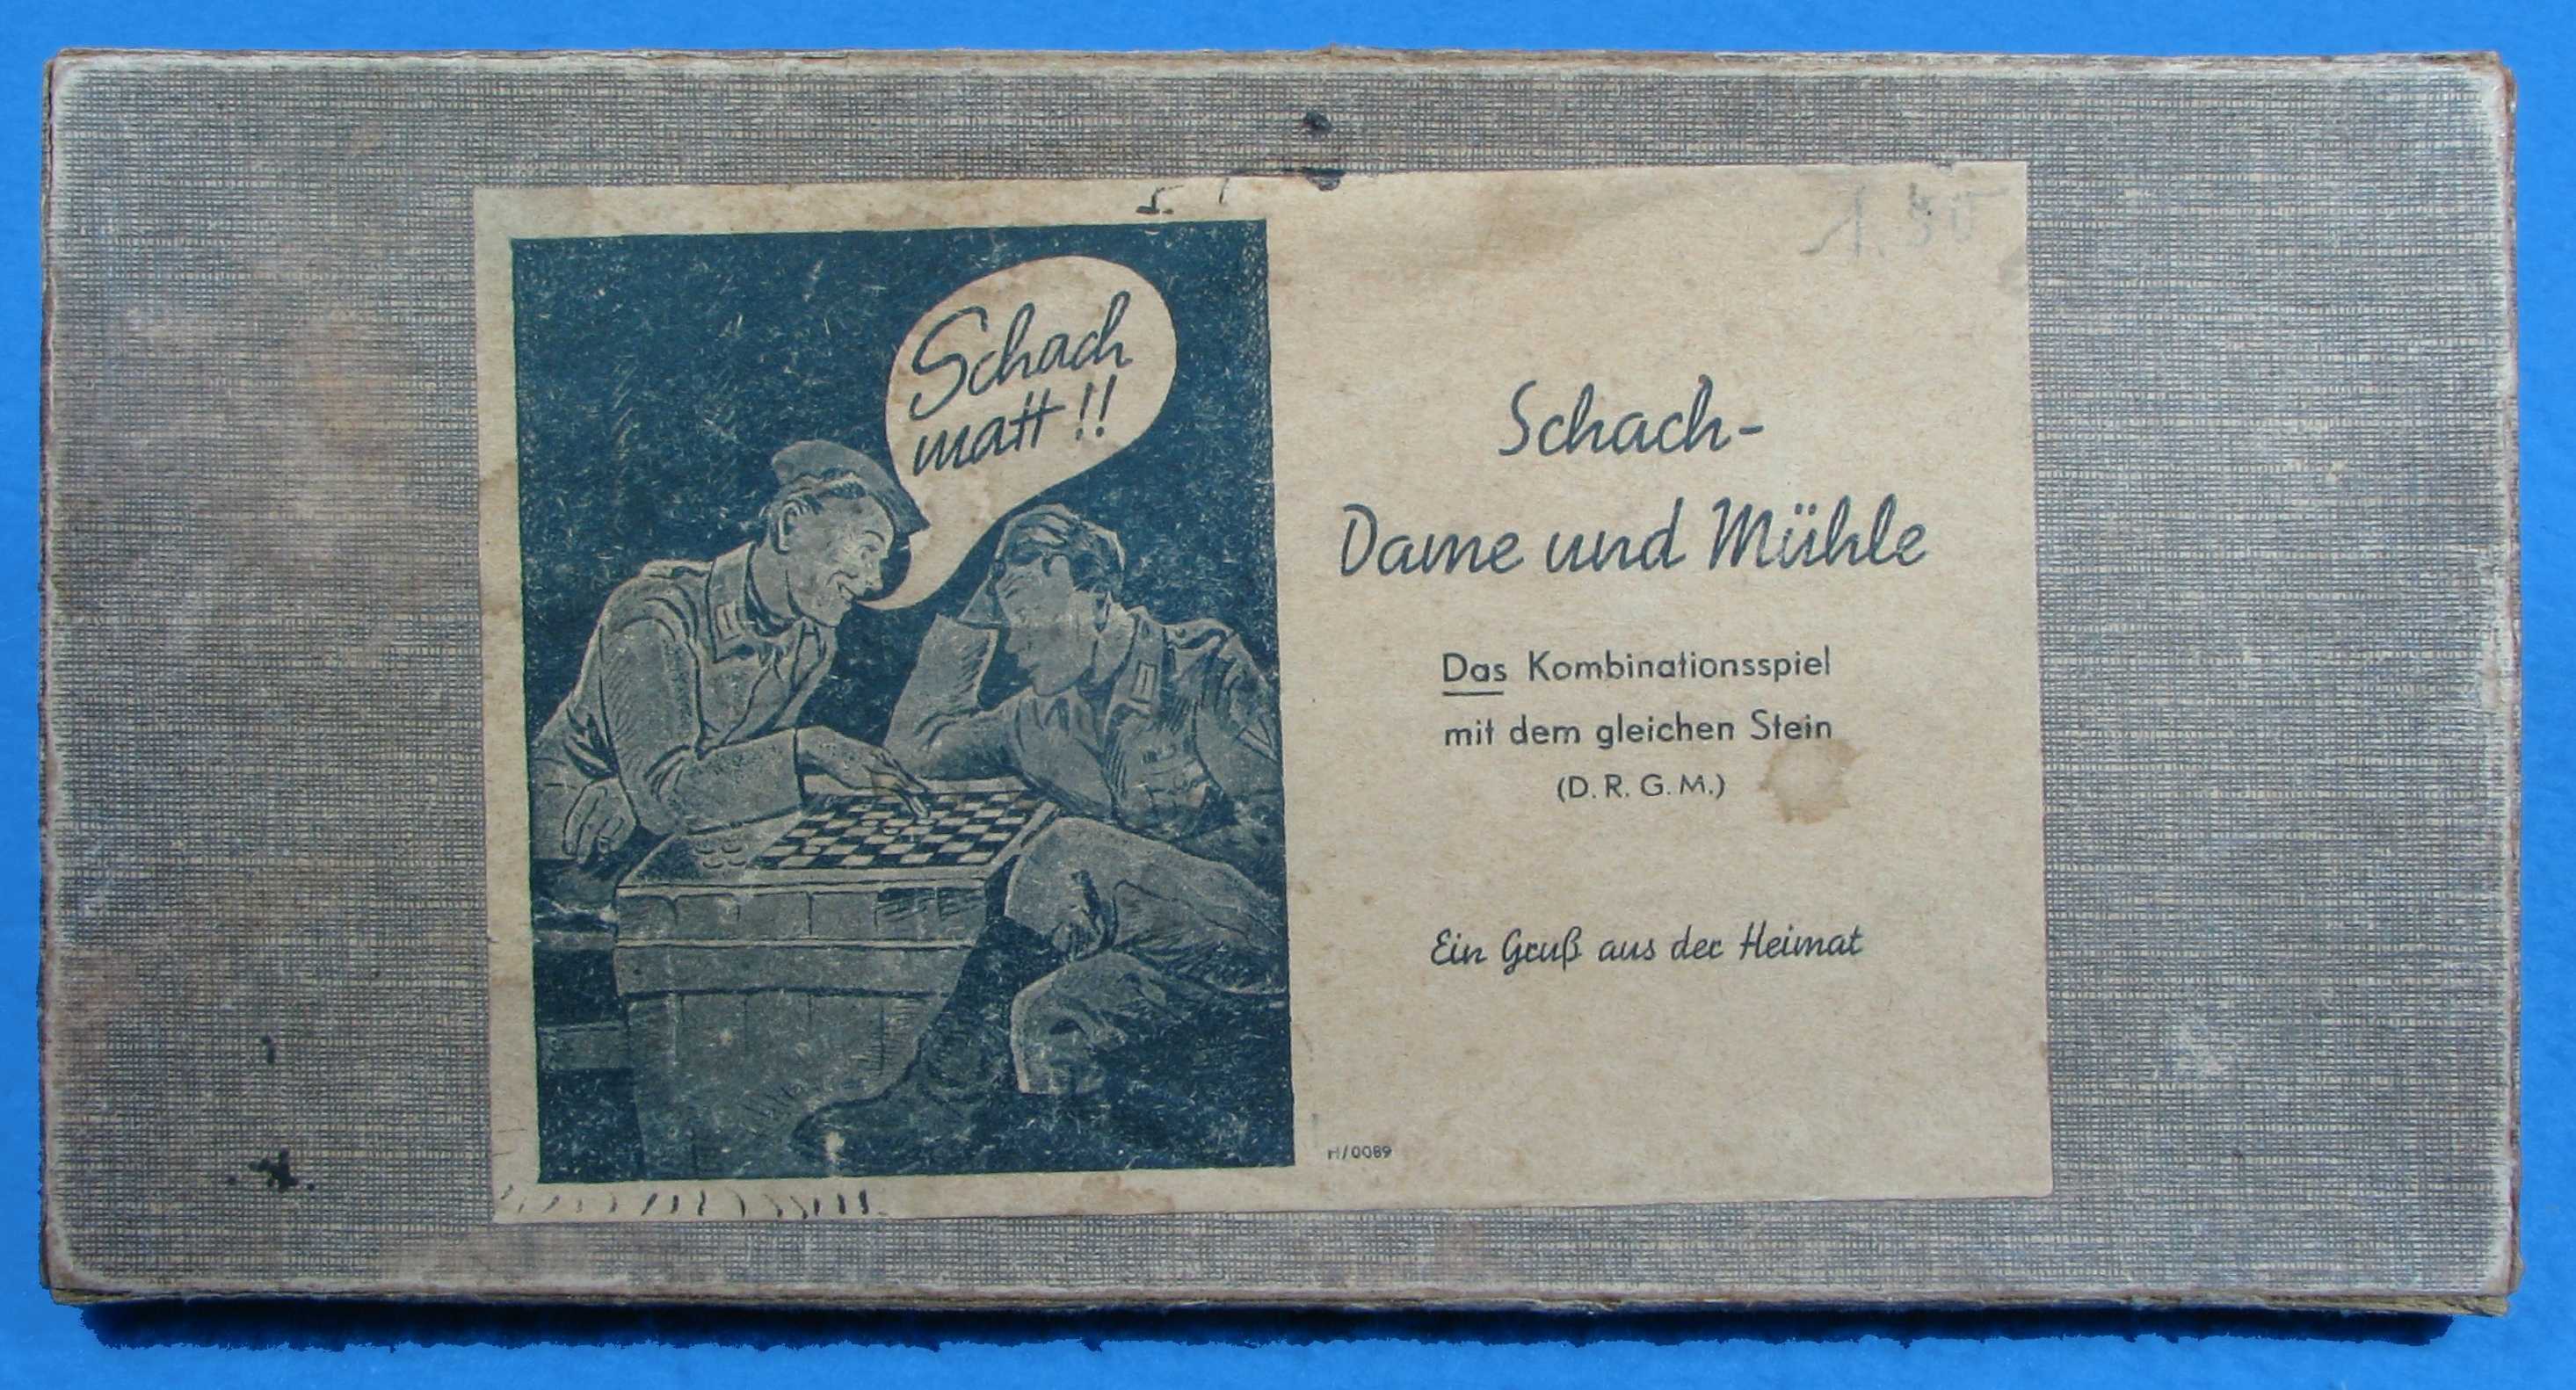 Schach
matt!!
Schach-
Dame und Mühle
Das Kombinationsspiel
mit dem gleichen Stein
(D. R. G. M.)
Ein Gruß aus der Heimat
H/0089